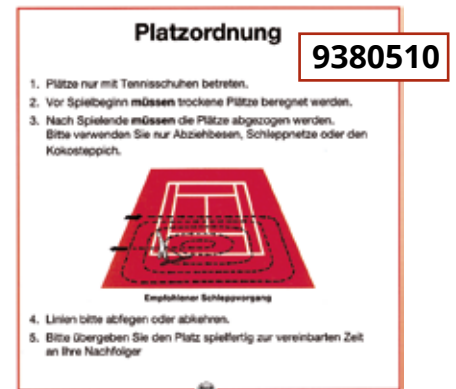 Platzordnung
9380510
1. Plätze nur mit Tennisschuhen betreten.
2. Vor Spielbeginn müssen trockene Plätze beregnet werden.
3. Nach Spielende müssen die Plätze abgezogen werden.
Bitte verwenden Sie nur Abziehbesen, Schleppnetze oder den
Kokosteppich.
Empfohlener Schleppvorgang
4. Linien bitte abfegen oder abkehren.
5. Bitte übergeben Sie den Platz spielfertig zur vereinbarten Zeit
an Ihre Nachfolger